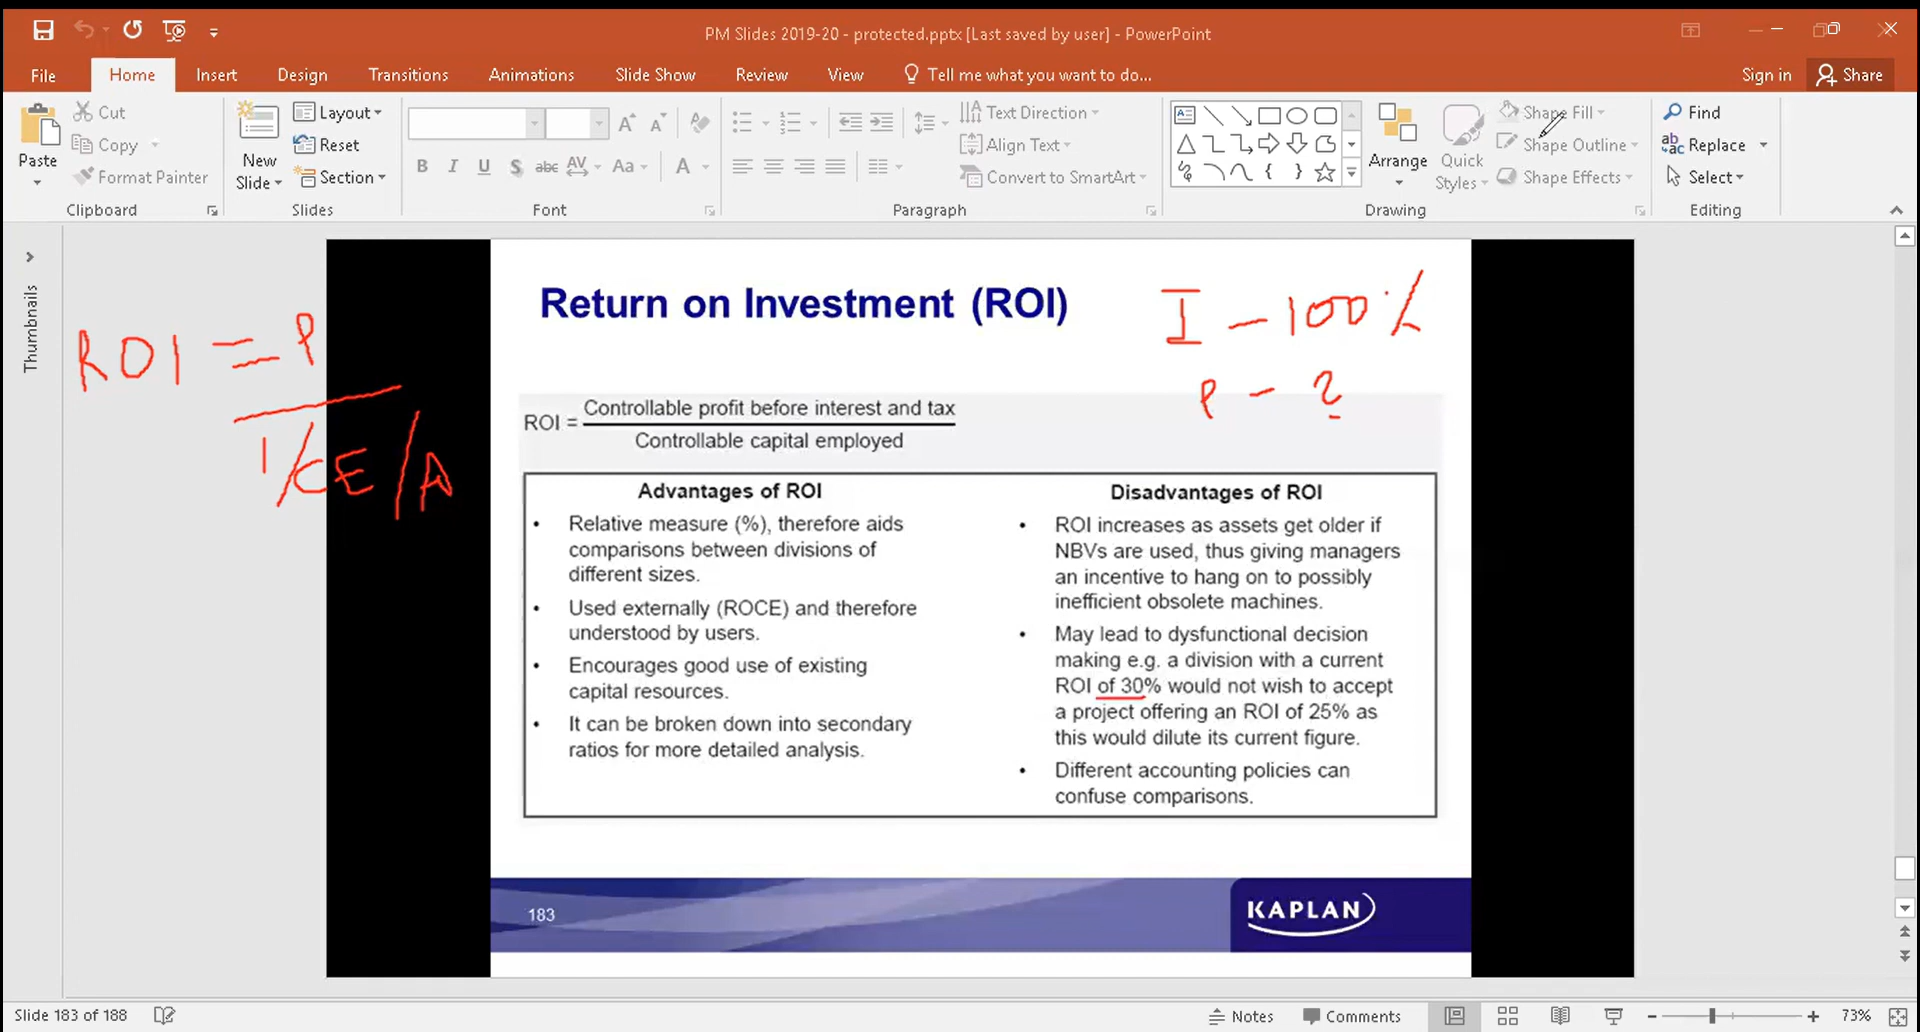 PM Slides 2019-20 - protected.pptx [Last saved by user] - PowerPoint
File Home Insert Design Transitions Animations Slide Show Review View Tell me what you want to do... Sign in Share
Paste
Cut
Copy
Format Painter
Clipboard
New Slide
Layout
Reset
Section
Slides
B I U S abc AV Aa A
Font
Text Direction
Align Text
Convert to SmartArt
Paragraph
Arrange
Quick Styles
Shape Fill
Shape Outline
Shape Effects
Drawing
Find
Replace
Select
Editing
Thumbnails
ROI = P
I/CE/A
Return on Investment (ROI)
I - 100%
P - ?
ROI = Controllable profit before interest and tax
Controllable capital employed
Advantages of ROI
• Relative measure (%), therefore aids
comparisons between divisions of
different sizes.
• Used externally (ROCE) and therefore
understood by users.
• Encourages good use of existing
capital resources.
• It can be broken down into secondary
ratios for more detailed analysis.
Disadvantages of ROI
• ROI increases as assets get older if
NBVs are used, thus giving managers
an incentive to hang on to possibly
inefficient obsolete machines.
• May lead to dysfunctional decision
making e.g. a division with a current
ROI of 30% would not wish to accept
a project offering an ROI of 25% as
this would dilute its current figure.
• Different accounting policies can
confuse comparisons.
183
KAPLAN
Slide 183 of 188
Notes Comments 73%